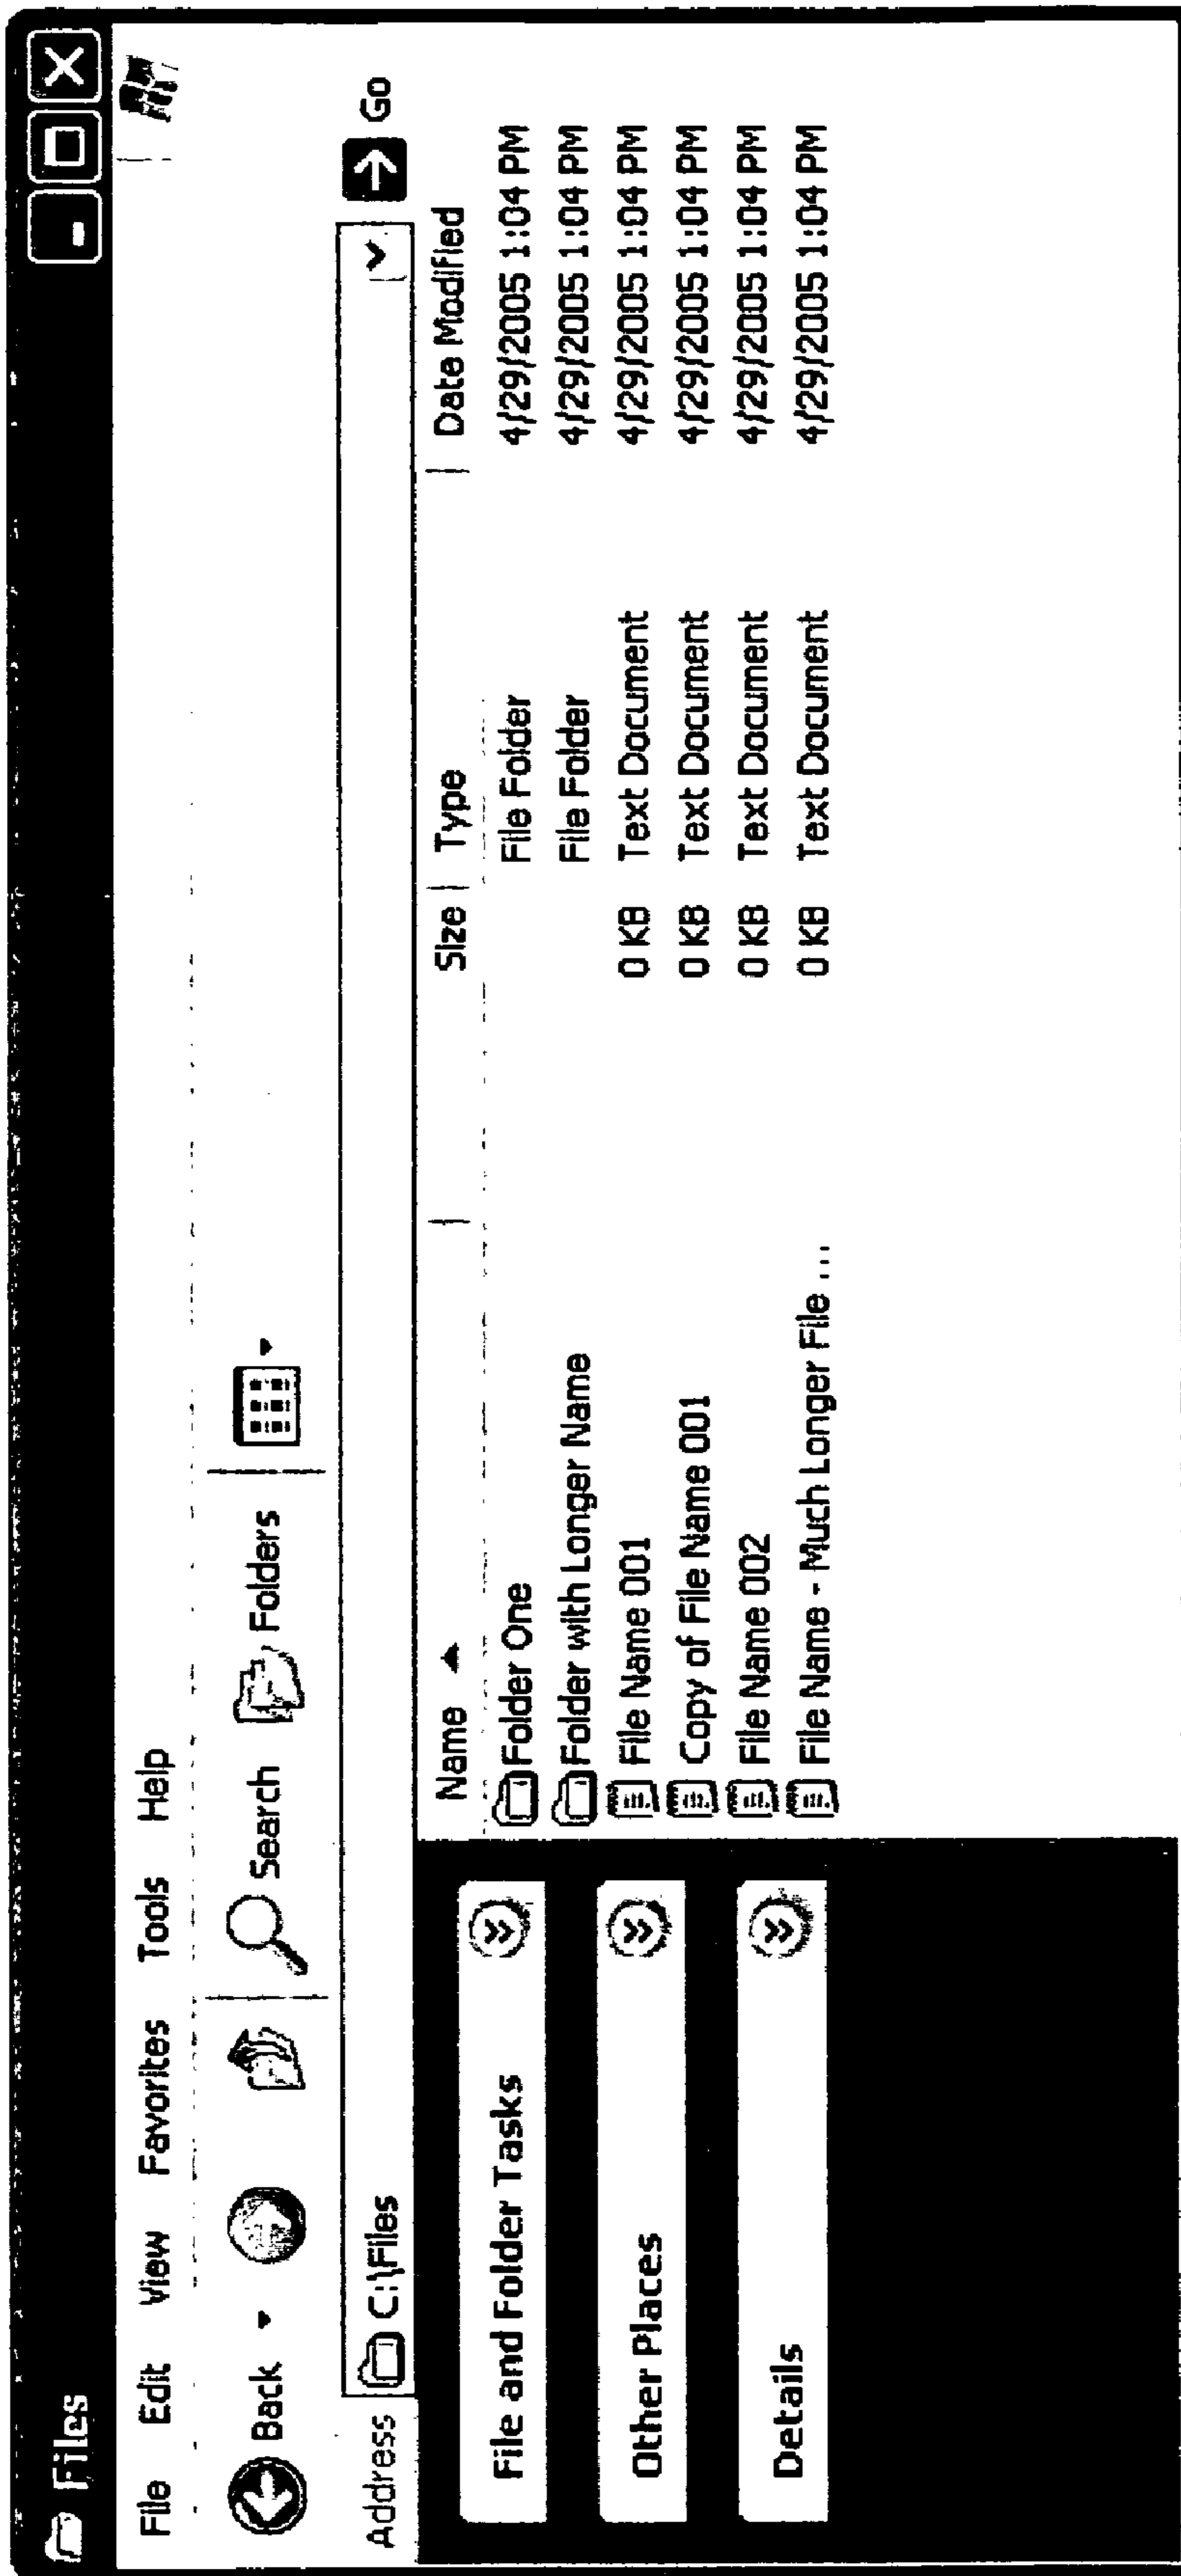 Files
File Edit View Favorites Tools Help
Back Search Folders
Address C:\Files Go
Name Size Type Date Modified
Folder One File Folder 4/29/2005 1:04 PM
Folder with Longer Name File Folder 4/29/2005 1:04 PM
File Name 001 0 KB Text Document 4/29/2005 1:04 PM
Copy of File Name 001 0 KB Text Document 4/29/2005 1:04 PM
File Name 002 0 KB Text Document 4/29/2005 1:04 PM
File Name - Much Longer File ... 0 KB Text Document 4/29/2005 1:04 PM
File and Folder Tasks
Other Places
Details